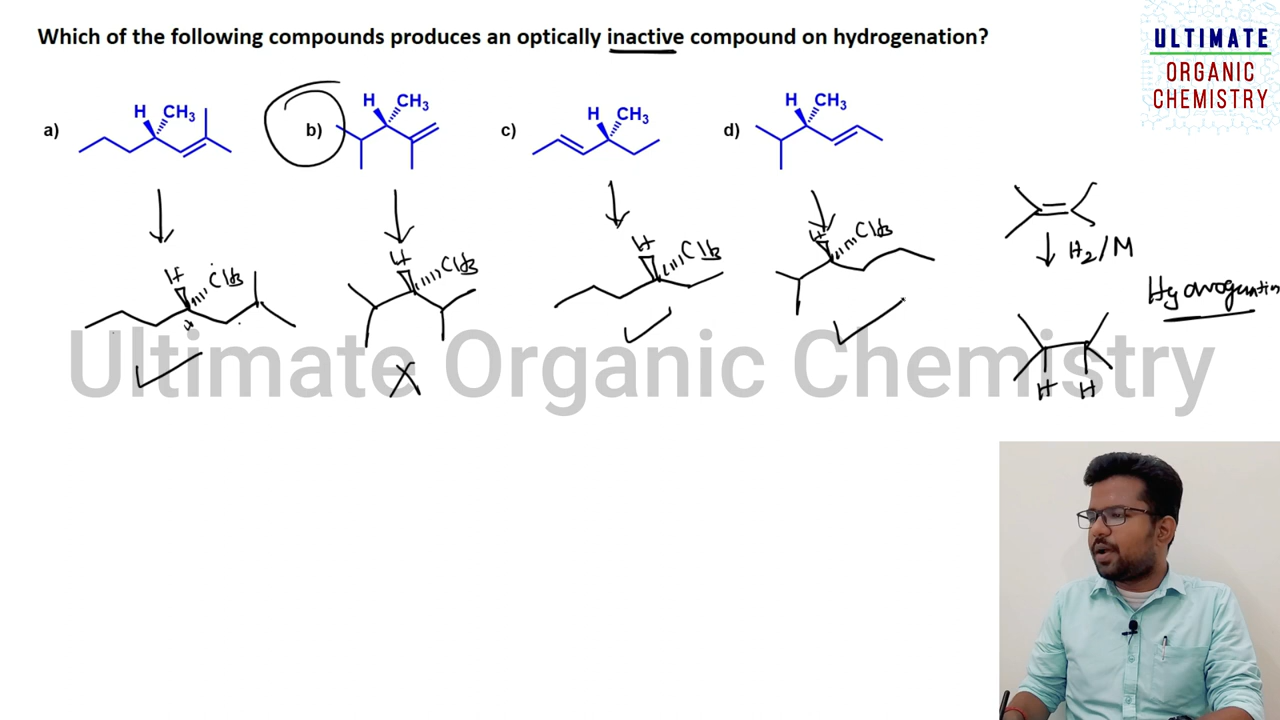 Which of the following compounds produces an optically inactive compound on hydrogenation?
ULTIMATE
ORGANIC
CHEMISTRY
a)
H
CH3
b)
H
CH3
c)
H
CH3
d)
H
CH3
H
CH3
H
CH3
H
CH3
H
CH3
H2/M
Hydrogenation
X
H
H
Ultimate Organic Chemistry